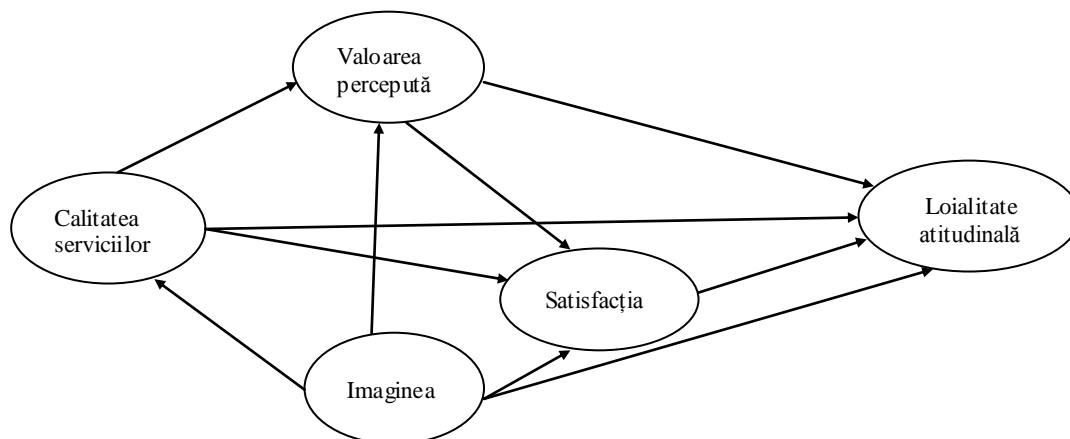 Valoarea
percepută
Calitatea
serviciilor
Loialitate
atitudinală
Satisfacția
Imaginea